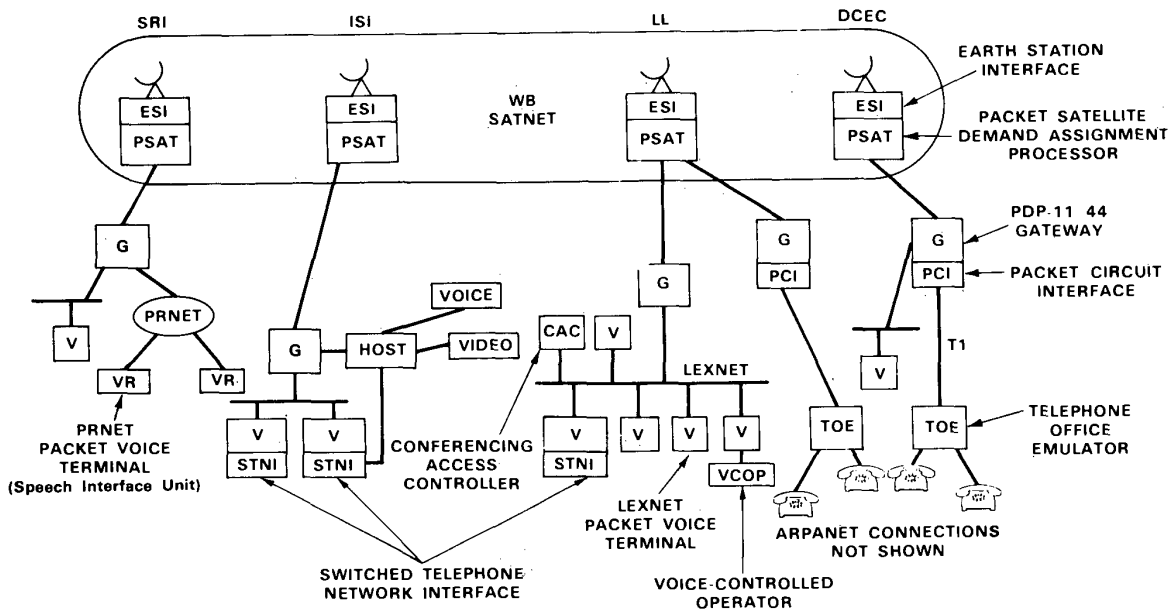 SRI
ISI
LL
DCEC
ESI
PSAT
ESI
PSAT
WB
SATNET
ESI
PSAT
ESI
PSAT
EARTH STATION
INTERFACE
PACKET SATELLITE
DEMAND ASSIGNMENT
PROCESSOR
G
V
PRNET
VR
VR
PRNET
PACKET VOICE
TERMINAL
(Speech Interface Unit)
G
HOST
VOICE
VIDEO
V
STNI
V
STNI
CONFERENCING
ACCESS
CONTROLLER
SWITCHED TELEPHONE
NETWORK INTERFACE
G
CAC
V
LEXNET
V
STNI
V
V
V
VCOP
LEXNET
PACKET VOICE
TERMINAL
VOICE-CONTROLLED
OPERATOR
G
PCI
TOE
G
PCI
V
T1
TOE
PDP-11 44
GATEWAY
PACKET CIRCUIT
INTERFACE
TELEPHONE
OFFICE
EMULATOR
ARPANET CONNECTIONS
NOT SHOWN